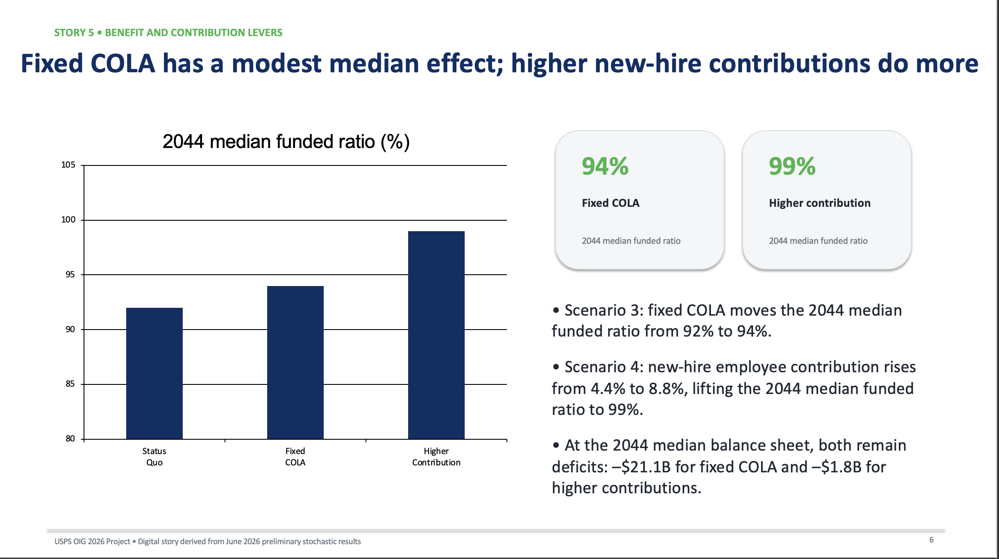 STORY 5 • BENEFIT AND CONTRIBUTION LEVERS
Fixed COLA has a modest median effect; higher new-hire contributions do more
2044 median funded ratio (%)
105
100
95
90
85
80
Status
Quo
Fixed
COLA
Higher
Contribution
94%
Fixed COLA
2044 median funded ratio
99%
Higher contribution
2044 median funded ratio
• Scenario 3: fixed COLA moves the 2044 median
funded ratio from 92% to 94%.
• Scenario 4: new-hire employee contribution rises
from 4.4% to 8.8%, lifting the 2044 median funded
ratio to 99%.
• At the 2044 median balance sheet, both remain
deficits: –$21.1B for fixed COLA and –$1.8B for
higher contributions.
USPS OIG 2026 Project • Digital story derived from June 2026 preliminary stochastic results
6